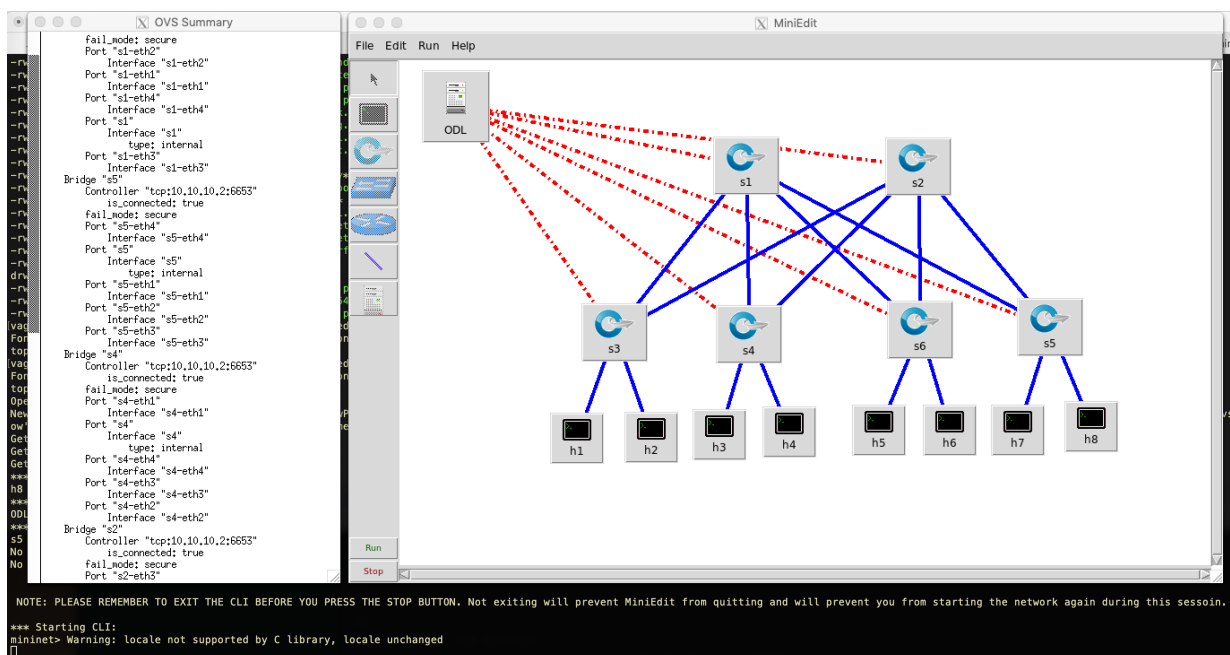 OVS Summary
fail_mode: secure
Port "s1-eth2"
Interface "s1-eth2"
Port "s1-eth1"
Interface "s1-eth1"
Port "s1-eth4"
Interface "s1-eth4"
Port "s1"
Interface "s1"
type: internal
Port "s1-eth3"
Interface "s1-eth3"
Bridge "s5"
Controller "tcp:10.10.10.2:6653"
is_connected: true
fail_mode: secure
Port "s5-eth4"
Interface "s5-eth4"
Port "s5"
Interface "s5"
type: internal
Port "s5-eth1"
Interface "s5-eth1"
Port "s5-eth2"
Interface "s5-eth2"
Port "s5-eth3"
Interface "s5-eth3"
Bridge "s4"
Controller "tcp:10.10.10.2:6653"
is_connected: true
fail_mode: secure
Port "s4-eth1"
Interface "s4-eth1"
Port "s4"
Interface "s4"
type: internal
Port "s4-eth4"
Interface "s4-eth4"
Port "s4-eth3"
Interface "s4-eth3"
Port "s4-eth2"
Interface "s4-eth2"
Bridge "s2"
Controller "tcp:10.10.10.2:6653"
is_connected: true
fail_mode: secure
Port "s2-eth3"
MiniEdit
File Edit Run Help
ODL
s1
s2
s3
s4
s6
s5
h1
h2
h3
h4
h5
h6
h7
h8
Run
Stop
NOTE: PLEASE REMEMBER TO EXIT THE CLI BEFORE YOU PRESS THE STOP BUTTON. Not exiting will prevent MiniEdit from quitting and will prevent you from starting the network again during this sessoin.
*** Starting CLI:
mininet> Warning: locale not supported by C library, locale unchanged